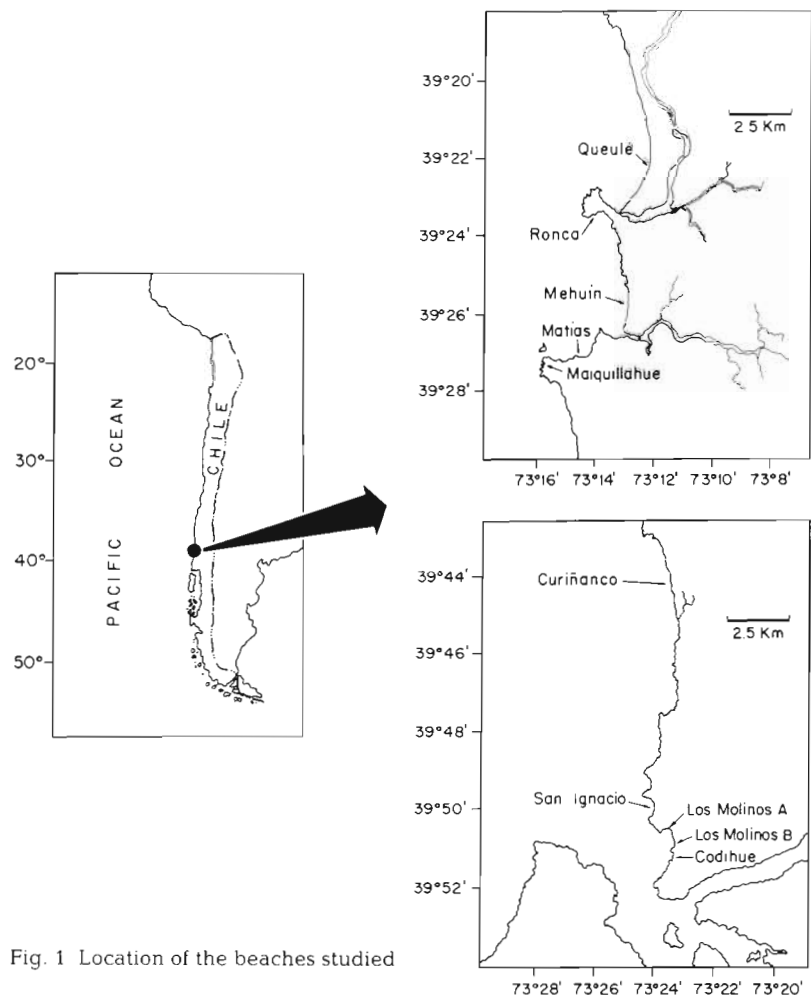 39°20'
2 5 Km
39°22'
Queule
39°24'
Ronca
Mehuin
39°26'
Matias
Maiquillahue
39°28'
73°16' 73°14' 73°12' 73°10' 73°8'
20°
30°
40°
50°
PACIFIC OCEAN
CHILE
39°44'
Curiñanco
2.5 Km
39°46'
39°48'
39°50'
San Ignacio
Los Molinos A
Los Molinos B
Codihue
39°52'
73°28' 73°26' 73°24' 73°22' 73°20'
Fig. 1 Location of the beaches studied